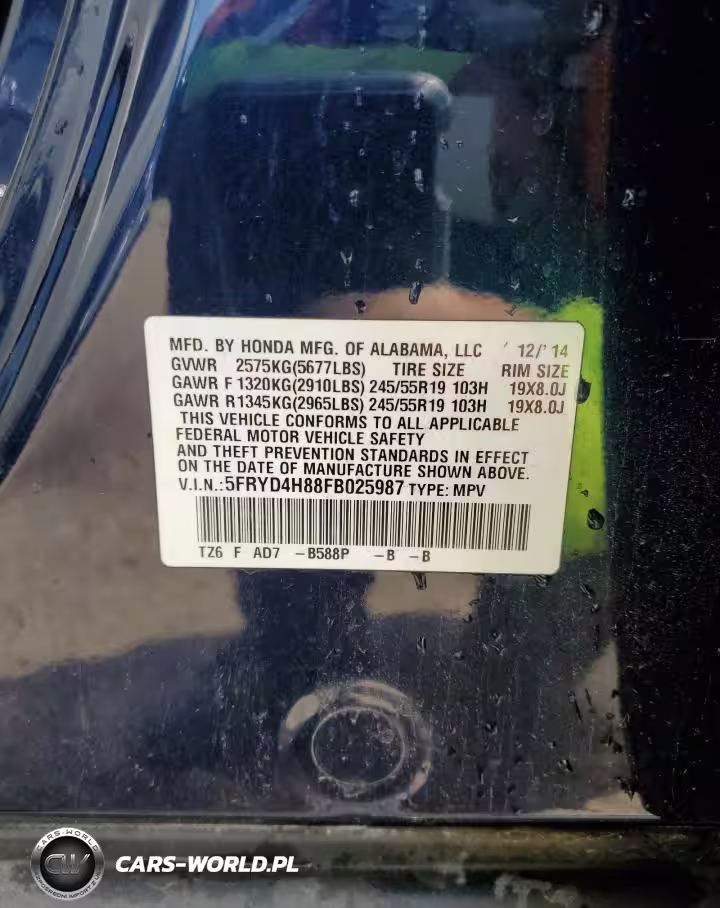 MFD. BY HONDA MFG. OF ALABAMA, LLC ' 12/' 14
GVWR 2575KG(5677LBS) TIRE SIZE RIM SIZE
GAWR F 1320KG(2910LBS) 245/55R19 103H 19X8.0J
GAWR R1345KG(2965LBS) 245/55R19 103H 19X8.0J
THIS VEHICLE CONFORMS TO ALL APPLICABLE
FEDERAL MOTOR VEHICLE SAFETY
AND THEFT PREVENTION STANDARDS IN EFFECT
ON THE DATE OF MANUFACTURE SHOWN ABOVE.
V.I.N.:5FRYD4H88FB025987 TYPE: MPV
TZ6 F AD7 -B588P -B -B
CARS-WORLD
CW
CARS-WORLD.PL